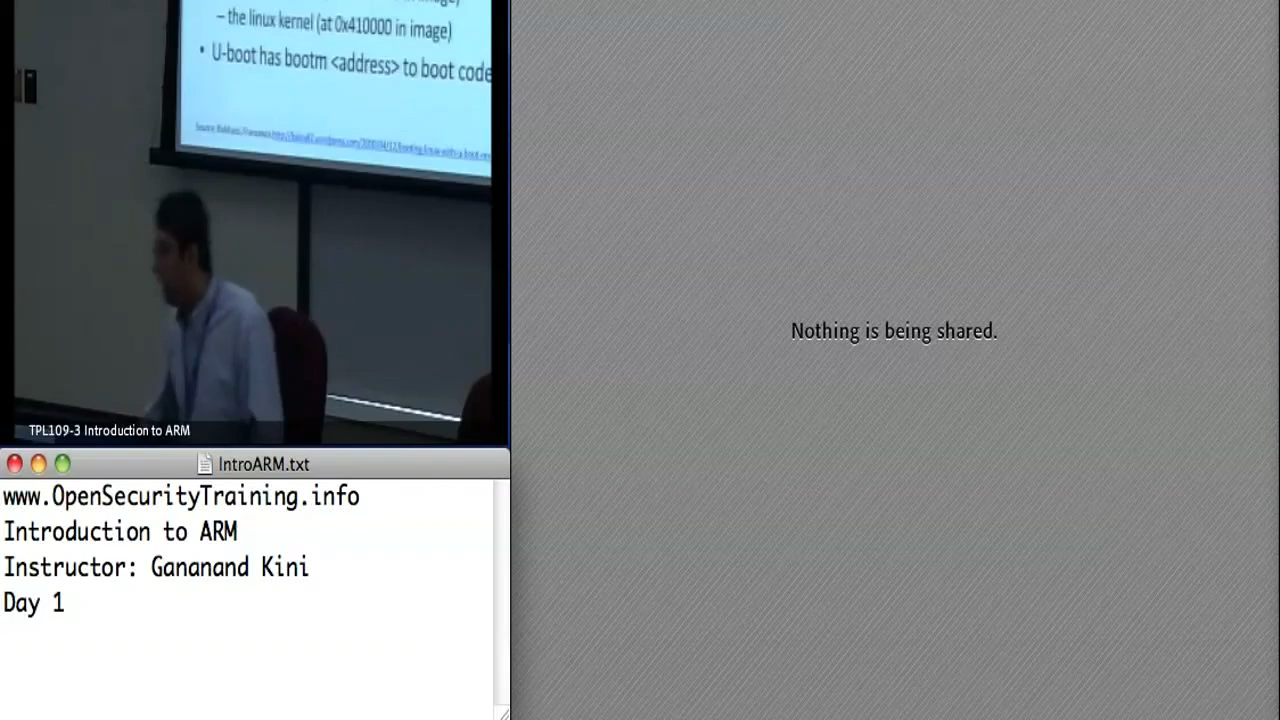 – the linux kernel (at 0x410000 in image)
• U-boot has bootm <address> to boot code
Nothing is being shared.
TPL109-3 Introduction to ARM
IntroARM.txt
www.OpenSecurityTraining.info
Introduction to ARM
Instructor: Gananand Kini
Day 1